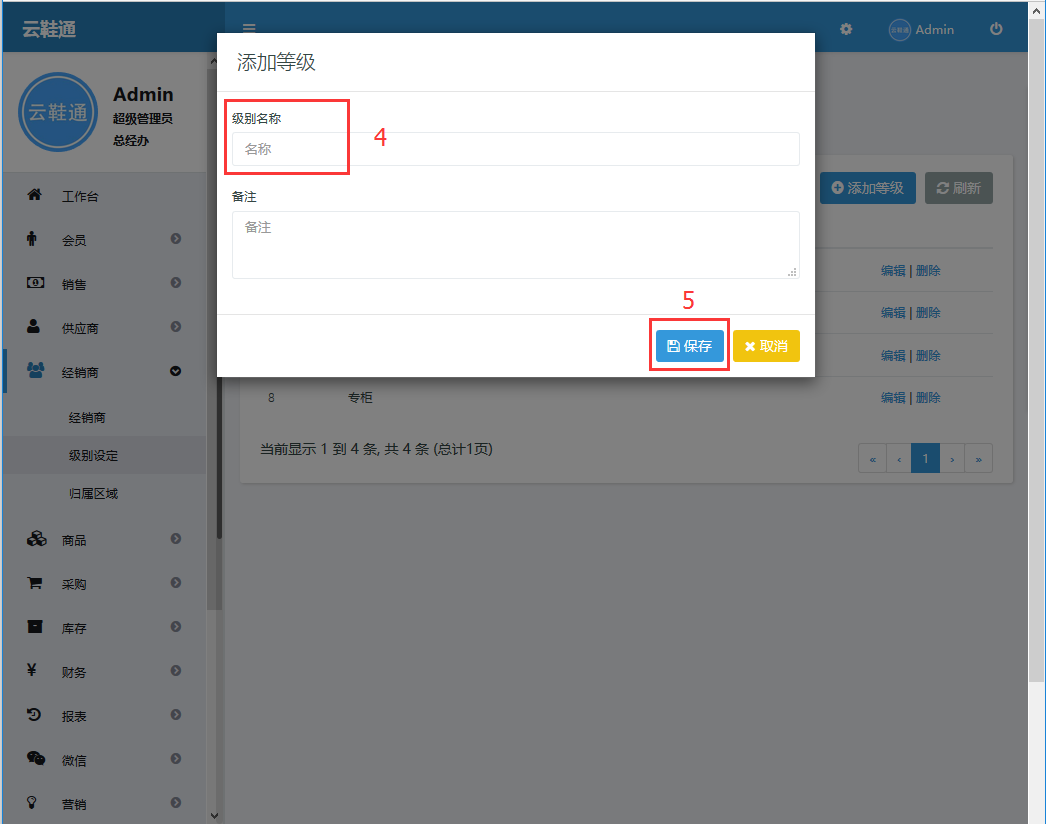 云鞋通
Admin
云鞋通
Admin
超级管理员
总经办
工作台
会员
销售
供应商
经销商
经销商
级别设定
归属区域
商品
采购
库存
财务
报表
微信
营销
添加等级
级别名称
名称
4
备注
备注
5
保存
取消
添加等级
刷新
编辑 | 删除
编辑 | 删除
编辑 | 删除
8 专柜 编辑 | 删除
当前显示 1 到 4 条, 共 4 条 (总计1页)
« ‹ 1 › »